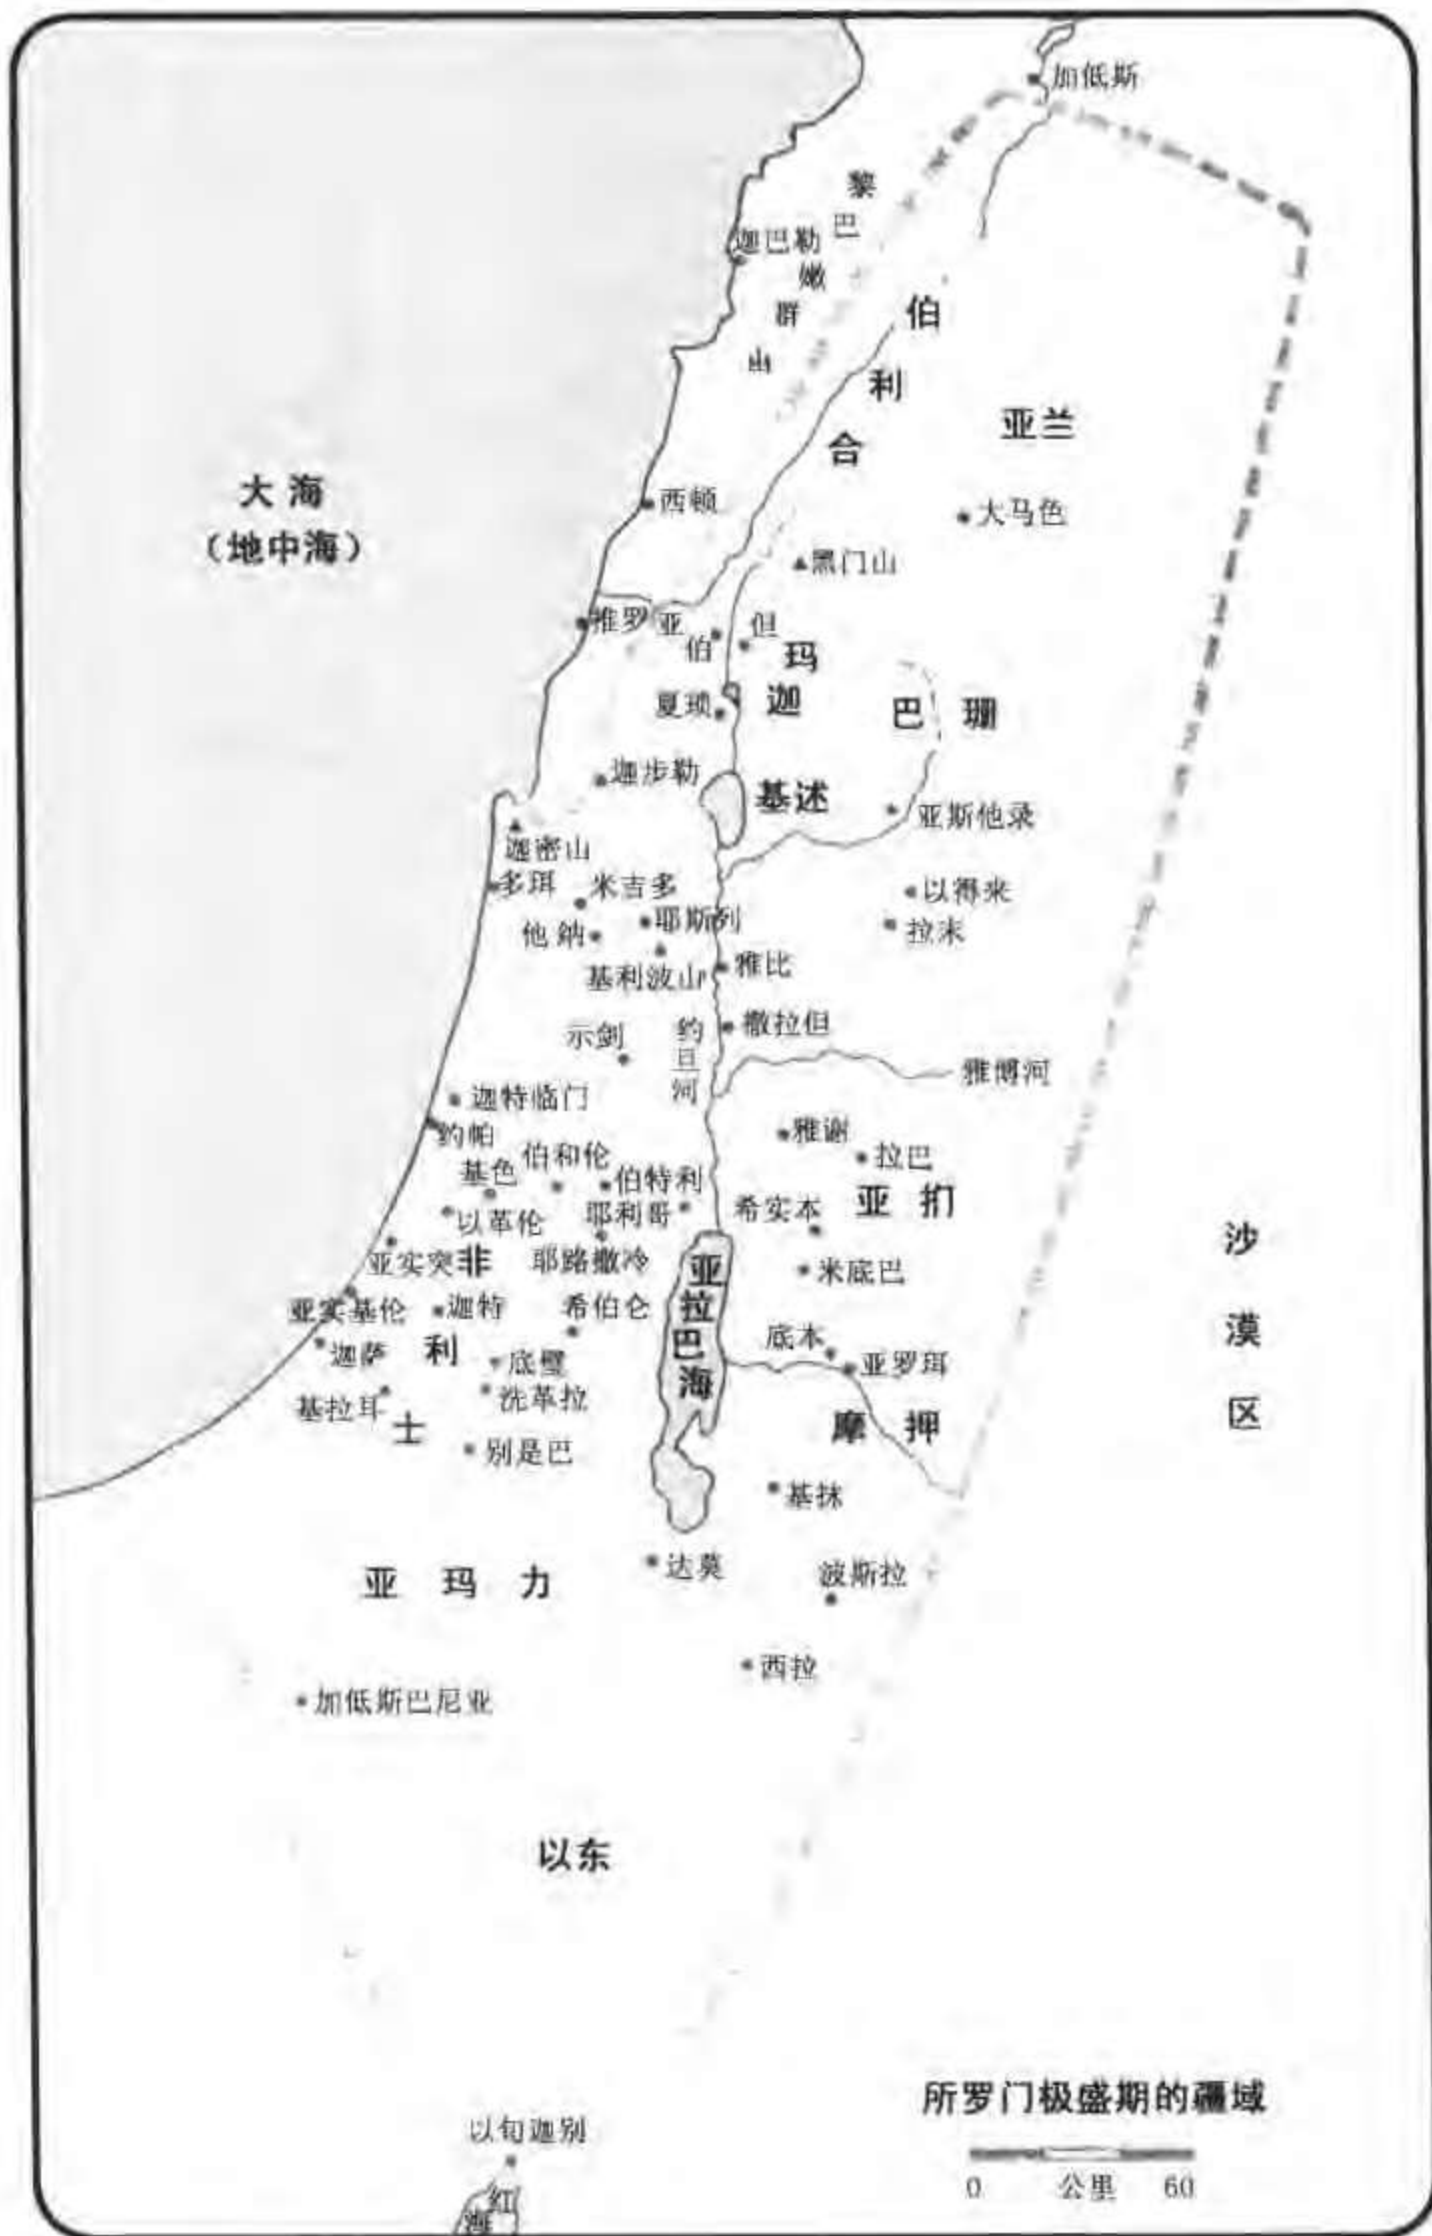 加低斯
黎巴嫩群山
迦巴勒
伯利合
亚兰
大海
（地中海）
西顿
大马色
黑门山
推罗
亚伯
但
玛迦
夏琐
巴珊
迦步勒
基述
亚斯他录
迦密山
多珥
米吉多
以得来
耶斯列
他纳
拉末
基利波山
雅比
示剑
约旦河
撒拉但
雅博河
迦特临门
约帕
雅谢
伯和伦
拉巴
基色
伯特利
以革伦
耶利哥
希实本
亚扪
沙漠区
亚实突
非利士
耶路撒冷
亚拉巴海
米底巴
亚实基伦
迦特
希伯仑
底本
迦萨
底璧
亚罗珥
基拉耳
洗革拉
摩押
别是巴
基抹
达莫
波斯拉
亚玛力
西拉
加低斯巴尼亚
以东
所罗门极盛期的疆域
以旬迦别
0 公里 60
红海